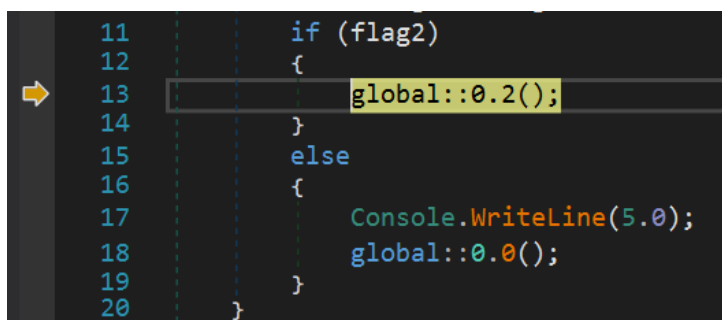 11 if (flag2)
12 {
13 global::0.2();
14 }
15 else
16 {
17 Console.WriteLine(5.0);
18 global::0.0();
19 }
20 }